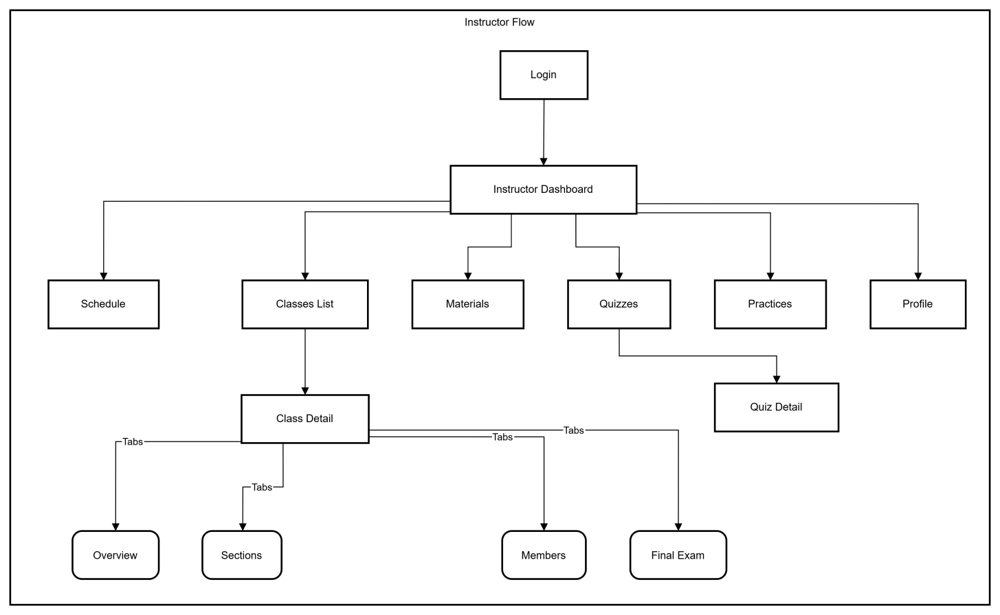 Instructor Flow
Login
Instructor Dashboard
Schedule
Classes List
Materials
Quizzes
Practices
Profile
Quiz Detail
Class Detail
Tabs
Tabs
Tabs
Tabs
Overview
Sections
Members
Final Exam